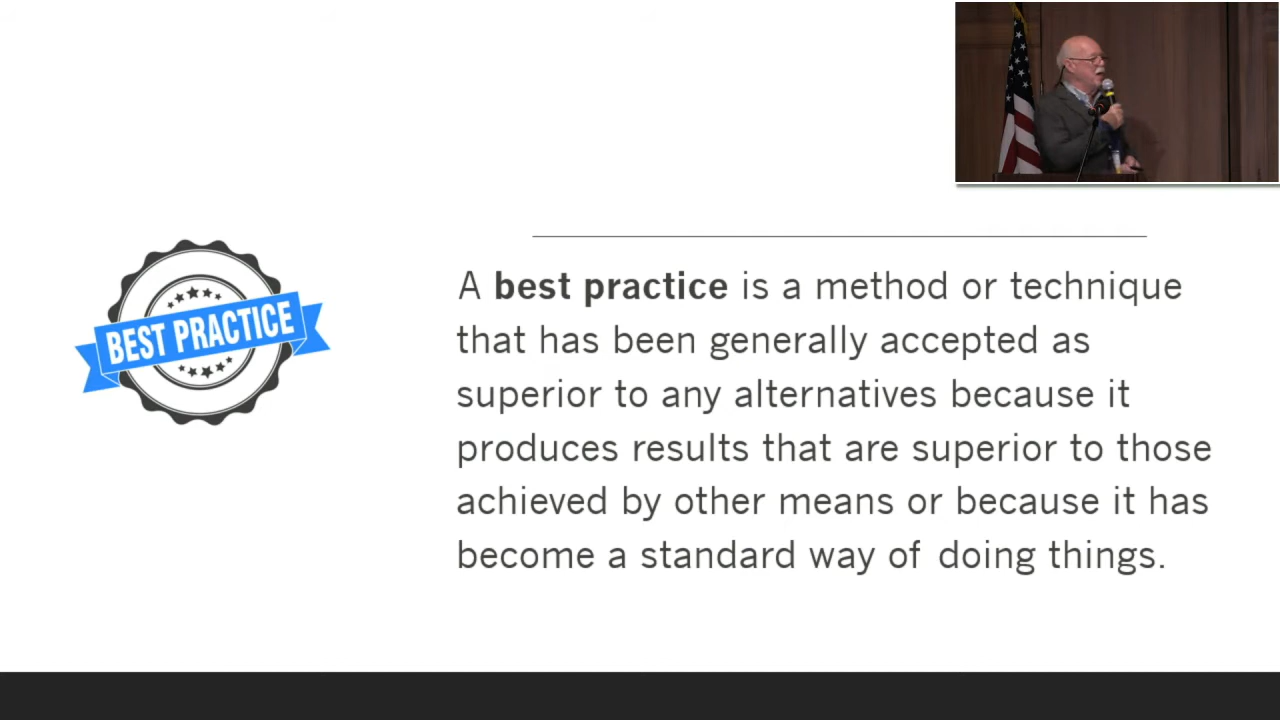 BEST PRACTICE
A best practice is a method or technique
that has been generally accepted as
superior to any alternatives because it
produces results that are superior to those
achieved by other means or because it has
become a standard way of doing things.